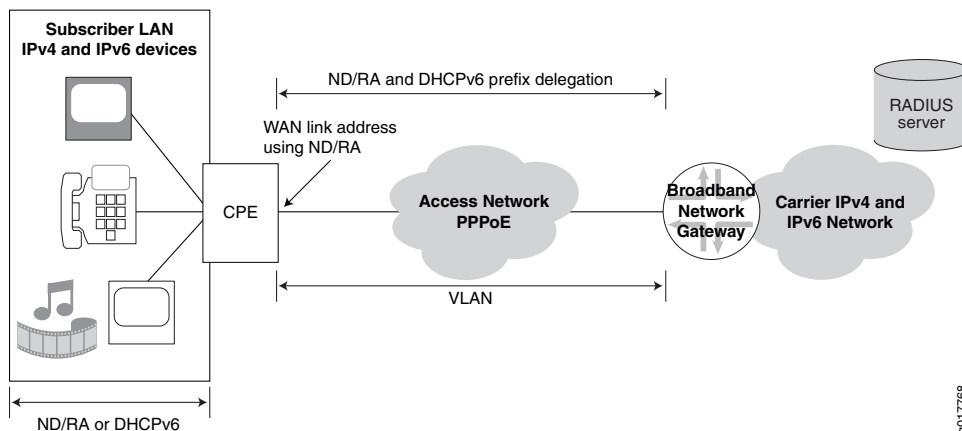 Subscriber LAN
IPv4 and IPv6 devices
ND/RA and DHCPv6 prefix delegation
RADIUS
server
WAN link address
using ND/RA
CPE
Access Network
PPPoE
Broadband
Network
Gateway
Carrier IPv4 and
IPv6 Network
VLAN
ND/RA or DHCPv6
g017768